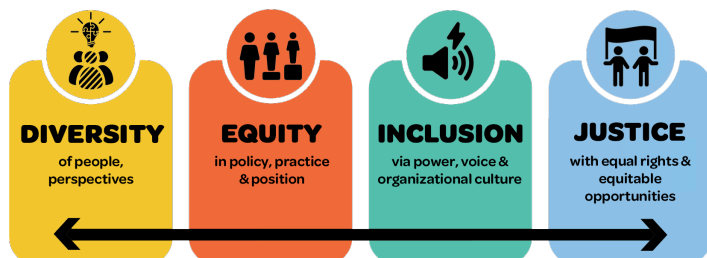 DIVERSITY
of people,
perspectives
EQUITY
in policy, practice
& position
INCLUSION
via power, voice &
organizational culture
JUSTICE
with equal rights &
equitable
opportunities